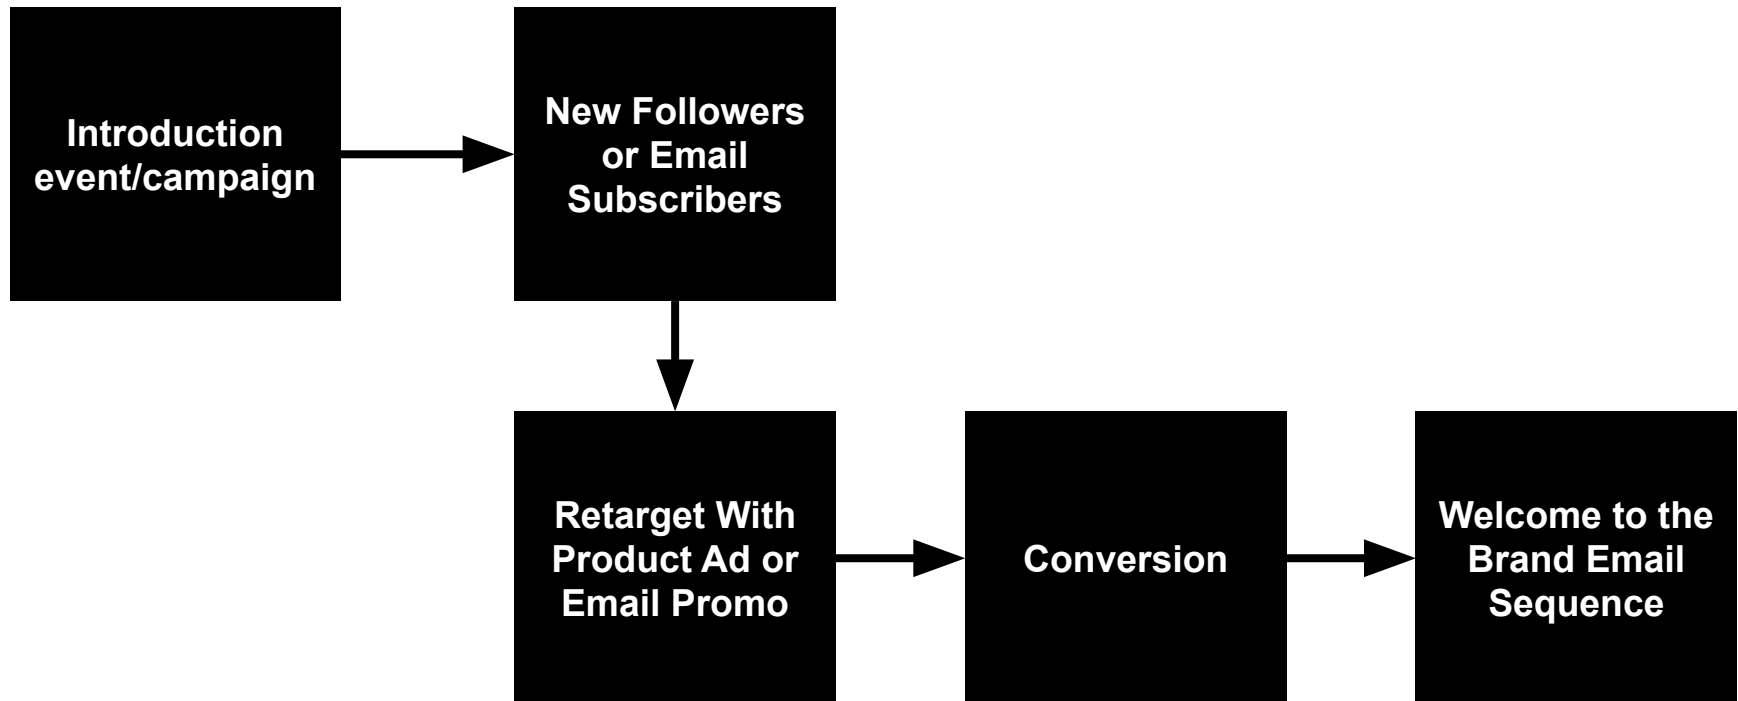 Introduction
event/campaign
New Followers
or Email
Subscribers
Retarget With
Product Ad or
Email Promo
Conversion
Welcome to the
Brand Email
Sequence